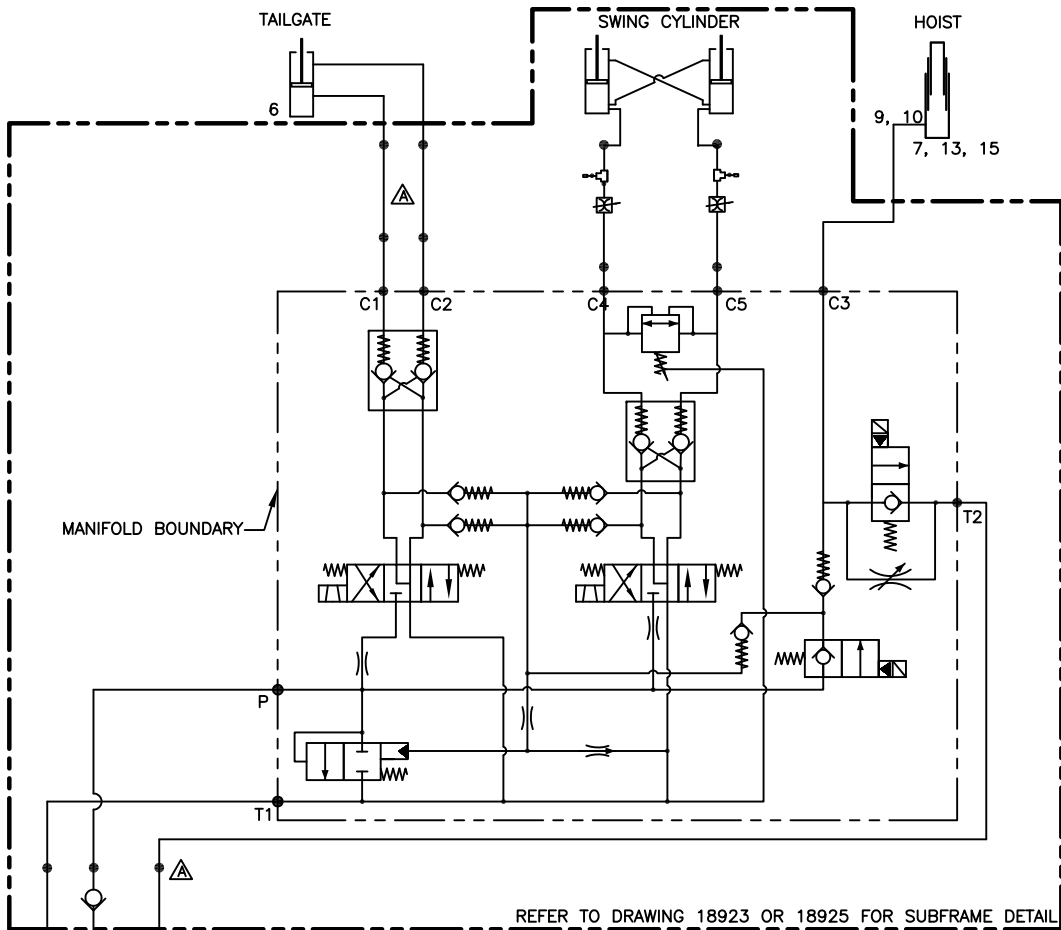 TAILGATE
SWING CYLINDER
HOIST
6
9, 10
7, 13, 15
A
C1
C2
C4
C5
C3
MANIFOLD BOUNDARY
T2
P
T1
A
REFER TO DRAWING 18923 OR 18925 FOR SUBFRAME DETAIL